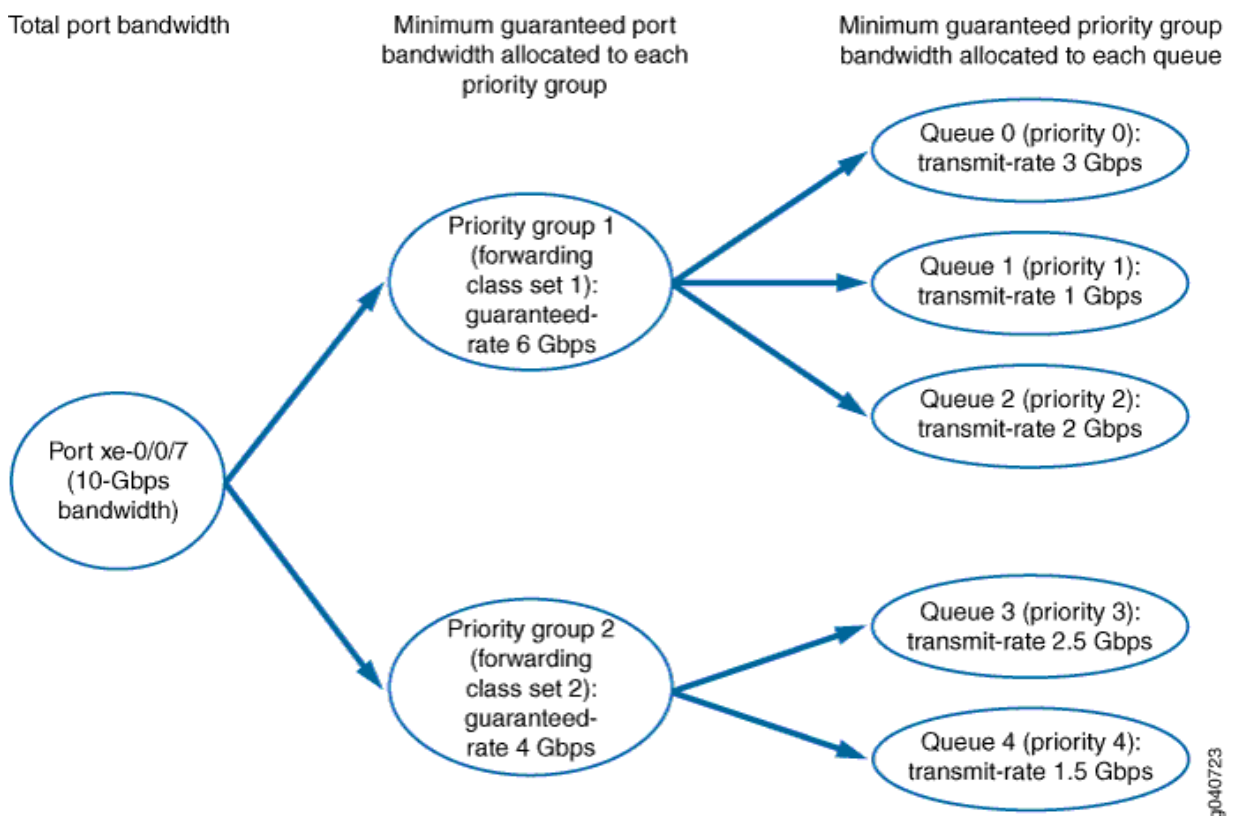 Total port bandwidth
Minimum guaranteed port
bandwidth allocated to each
priority group
Minimum guaranteed priority group
bandwidth allocated to each queue
Port xe-0/0/7
(10-Gbps
bandwidth)
Priority group 1
(forwarding
class set 1):
guaranteed-
rate 6 Gbps
Queue 0 (priority 0):
transmit-rate 3 Gbps
Queue 1 (priority 1):
transmit-rate 1 Gbps
Queue 2 (priority 2):
transmit-rate 2 Gbps
Priority group 2
(forwarding
class set 2):
guaranteed-
rate 4 Gbps
Queue 3 (priority 3):
transmit-rate 2.5 Gbps
Queue 4 (priority 4):
transmit-rate 1.5 Gbps
g040723